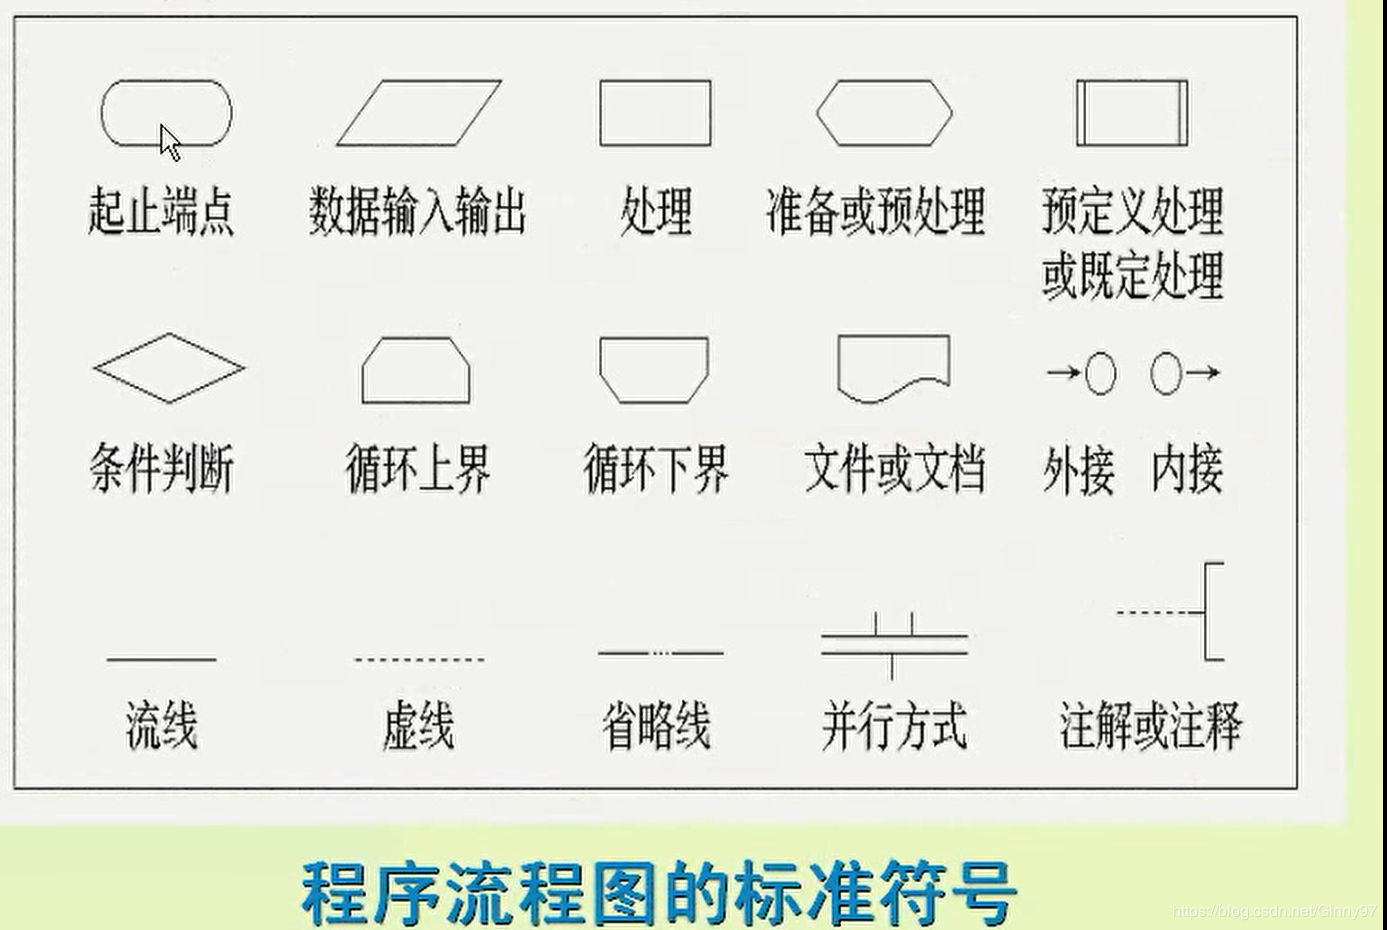 起止端点
数据输入输出
处理
准备或预处理
预定义处理
或既定处理
条件判断
循环上界
循环下界
文件或文档
外接
内接
流线
虚线
省略线
并行方式
注解或注释
程序流程图的标准符号
https://blog.csdn.net/Ginny97